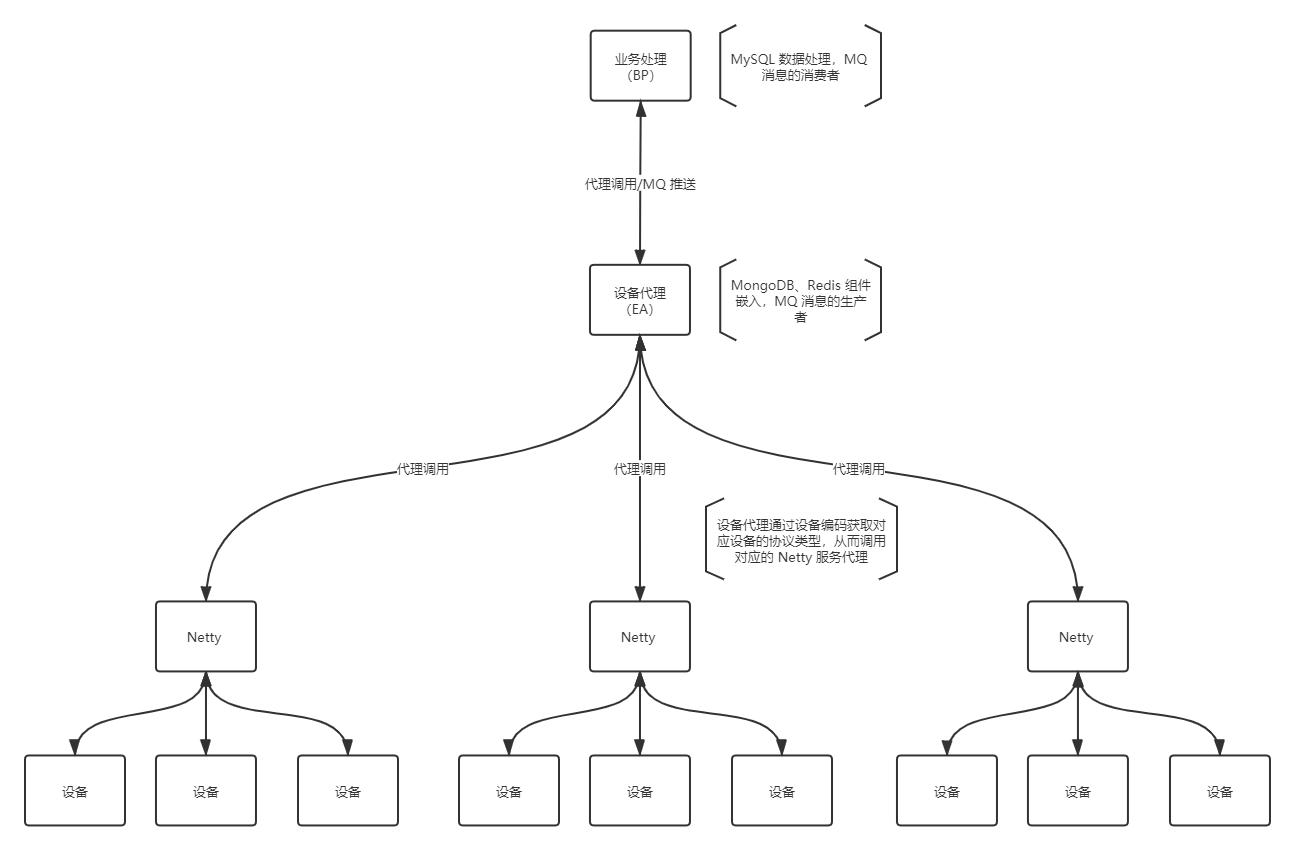 业务处理
（BP）
MySQL 数据处理，MQ
消息的消费者
代理调用/MQ 推送
设备代理
（EA）
MongoDB、Redis 组件
嵌入，MQ 消息的生产
者
代理调用
代理调用
代理调用
设备代理通过设备编码获取对
应设备的协议类型，从而调用
对应的 Netty 服务代理
Netty
Netty
Netty
设备
设备
设备
设备
设备
设备
设备
设备
设备